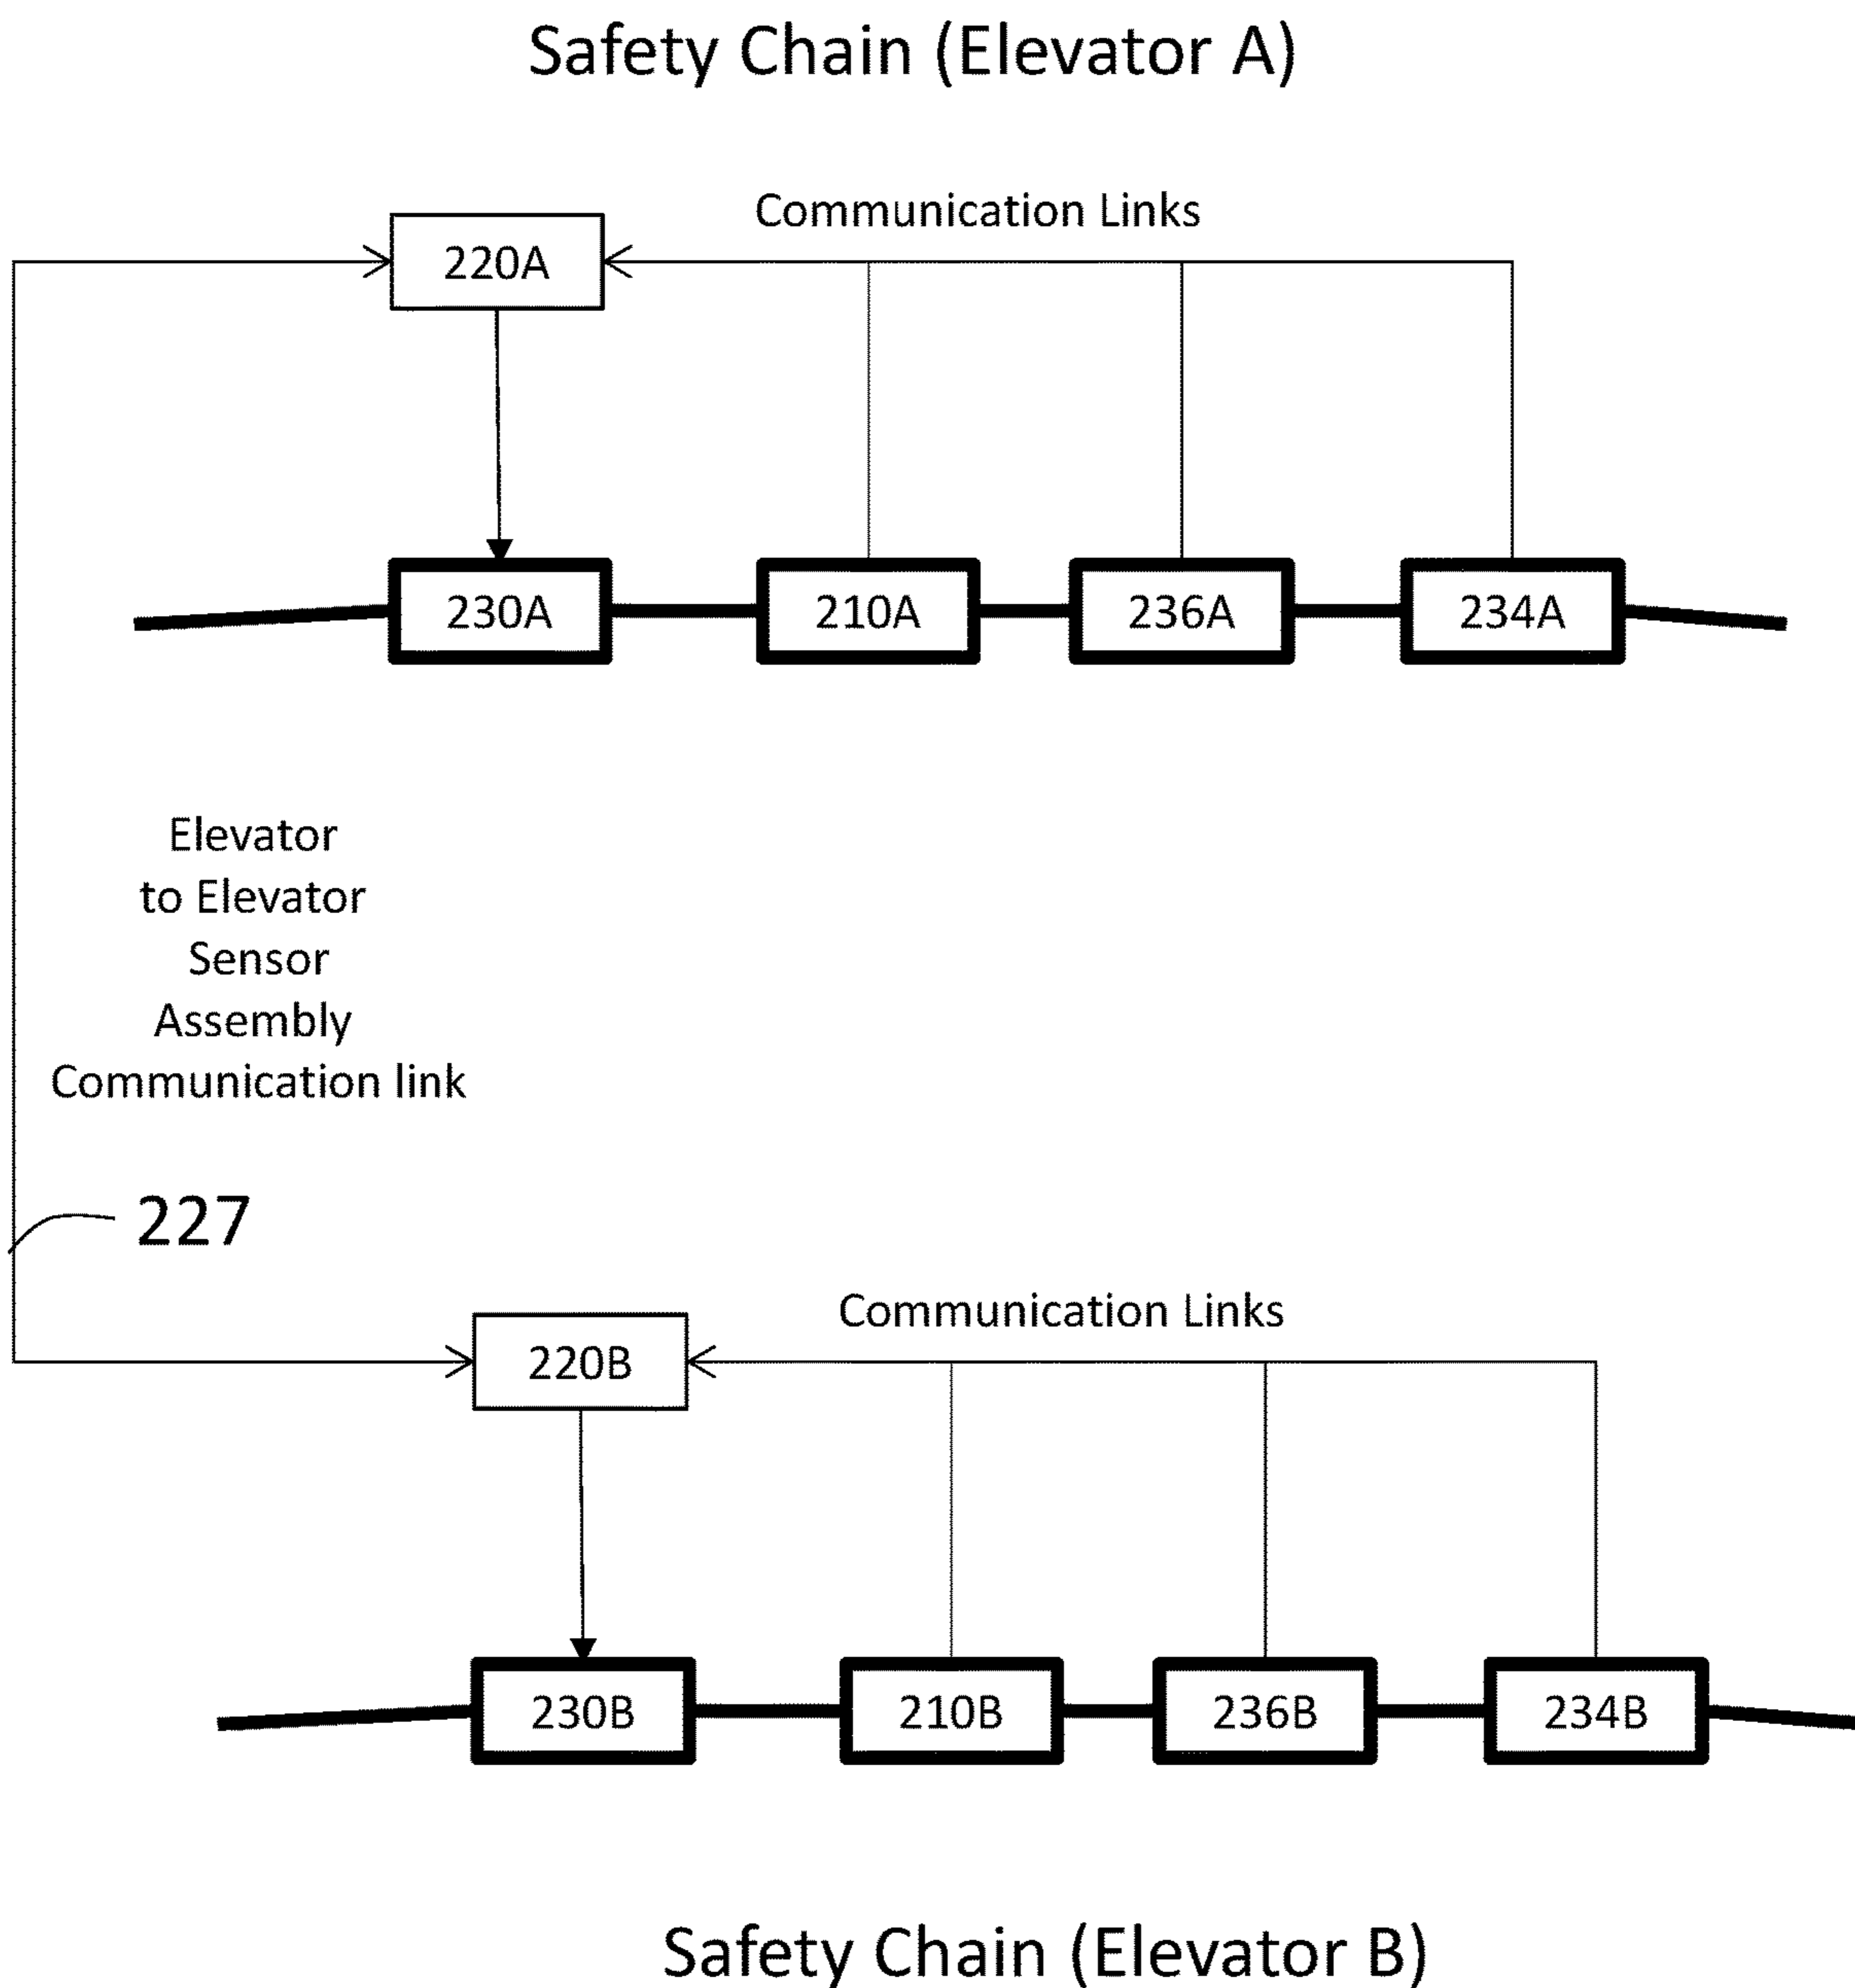 Safety Chain (Elevator A)
Communication Links
220A
230A
210A
236A
234A
Elevator
to Elevator
Sensor
Assembly
Communication link
227
Communication Links
220B
230B
210B
236B
234B
Safety Chain (Elevator B)